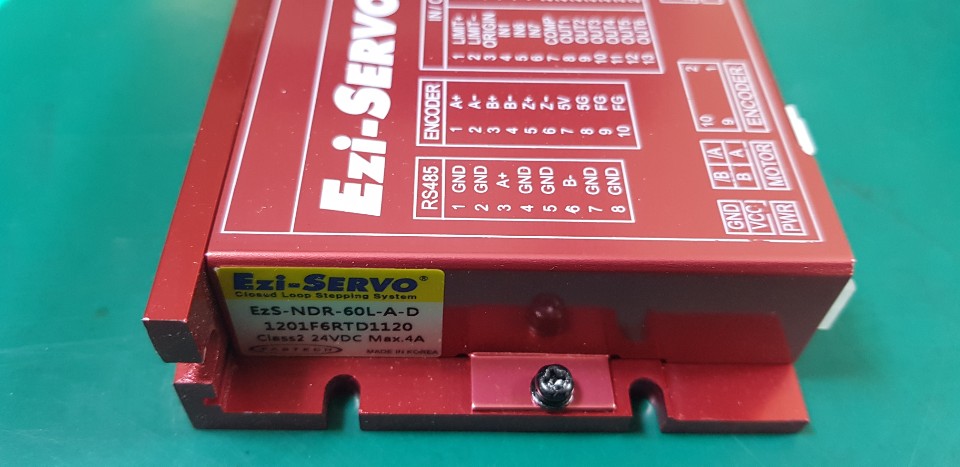 Ezi-SERVO
IN/O
1 LIMIT+
2 LIMIT-
3 ORIGIN
4 IN1
5 IN6
6 IN7
7 COMP
8 OUT1
9 OUT2
10 OUT3
11 OUT4
12 OUT5
13 OUT6
ENCODER
1 A+
2 A-
3 B+
4 B-
5 Z+
6 Z-
7 5V
8 5G
9 FG
10 FG
RS485
1 GND
2 GND
3 A+
4 GND
5 GND
6 B-
7 GND
8 GND
2 1
10 9
ENCODER
/B /A
B A
MOTOR
GND
VCC
PWR
Ezi-SERVO®
Closed Loop Stepping System
EzS-NDR-60L-A-D
1201F6RTD1120
Class2 24VDC Max.4A
FASTECH MADE IN KOREA